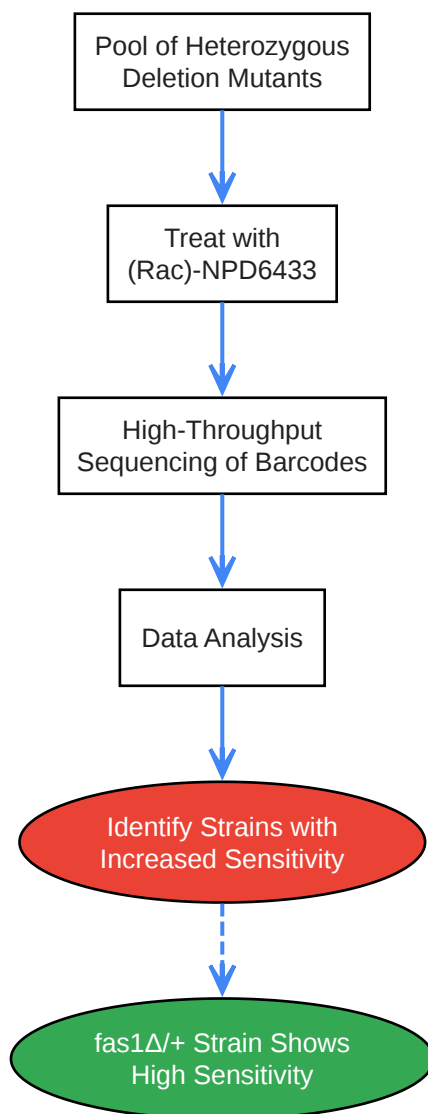 Pool of Heterozygous
Deletion Mutants
Treat with
(Rac)-NPD6433
High-Throughput
Sequencing of Barcodes
Data Analysis
Identify Strains with
Increased Sensitivity
fas1Δ/+ Strain Shows
High Sensitivity